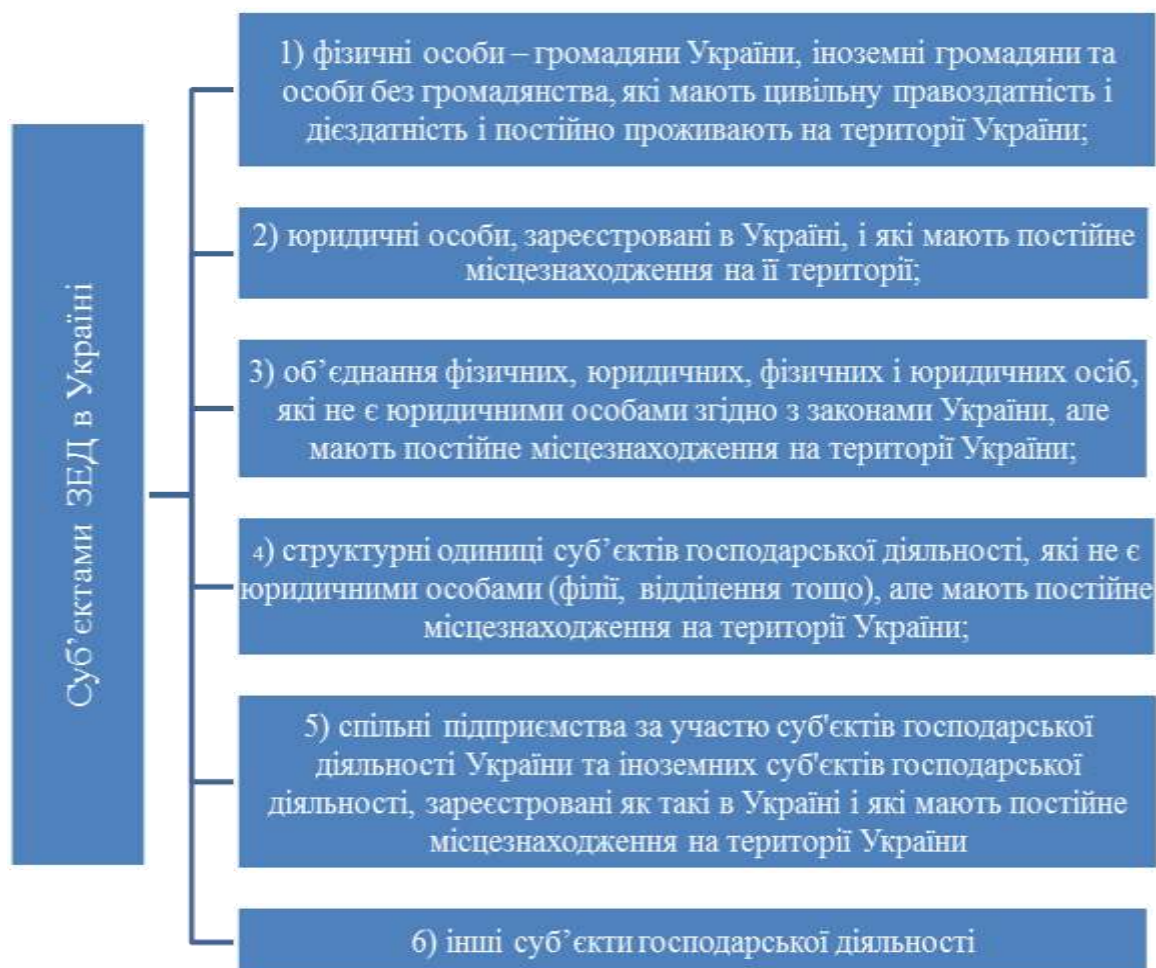 Суб’єктами ЗЕД в Україні
1) фізичні особи – громадяни України, іноземні громадяни та
особи без громадянства, які мають цивільну правоздатність і
дієздатність і постійно проживають на території України;
2) юридичні особи, зареєстровані в Україні, і які мають постійне
місцезнаходження на її території;
3) об’єднання фізичних, юридичних, фізичних і юридичних осіб,
які не є юридичними особами згідно з законами України, але
мають постійне місцезнаходження на території України;
4) структурні одиниці суб’єктів господарської діяльності, які не є
юридичними особами (філії, відділення тощо), але мають постійне
місцезнаходження на території України;
5) спільні підприємства за участю суб'єктів господарської
діяльності України та іноземних суб'єктів господарської
діяльності, зареєстровані як такі в Україні і які мають постійне
місцезнаходження на території України
6) інші суб’єкти господарської діяльності